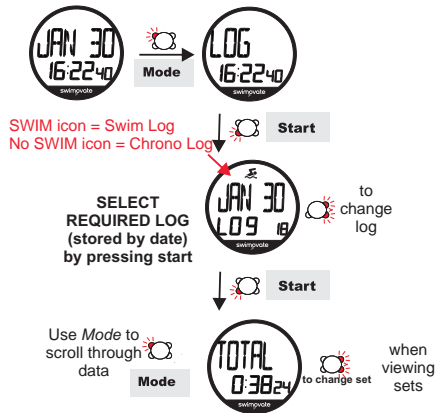 JAN 30
16:22 40
swimovate
Mode
LOG
16:22 40
swimovate
SWIM icon = Swim Log
No SWIM icon = Chrono Log
Start
SELECT
REQUIRED LOG
(stored by date)
by pressing start
JAN 30
LOG 18
swimovate
to
change
log
Start
Use Mode to
scroll through
data
Mode
TOTAL
0:38 24
swimovate
to change set
when
viewing
sets